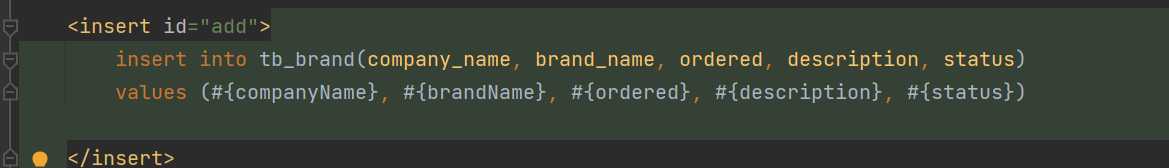 <insert id="add">
insert into tb_brand(company_name, brand_name, ordered, description, status)
values (#{companyName}, #{brandName}, #{ordered}, #{description}, #{status})
</insert>